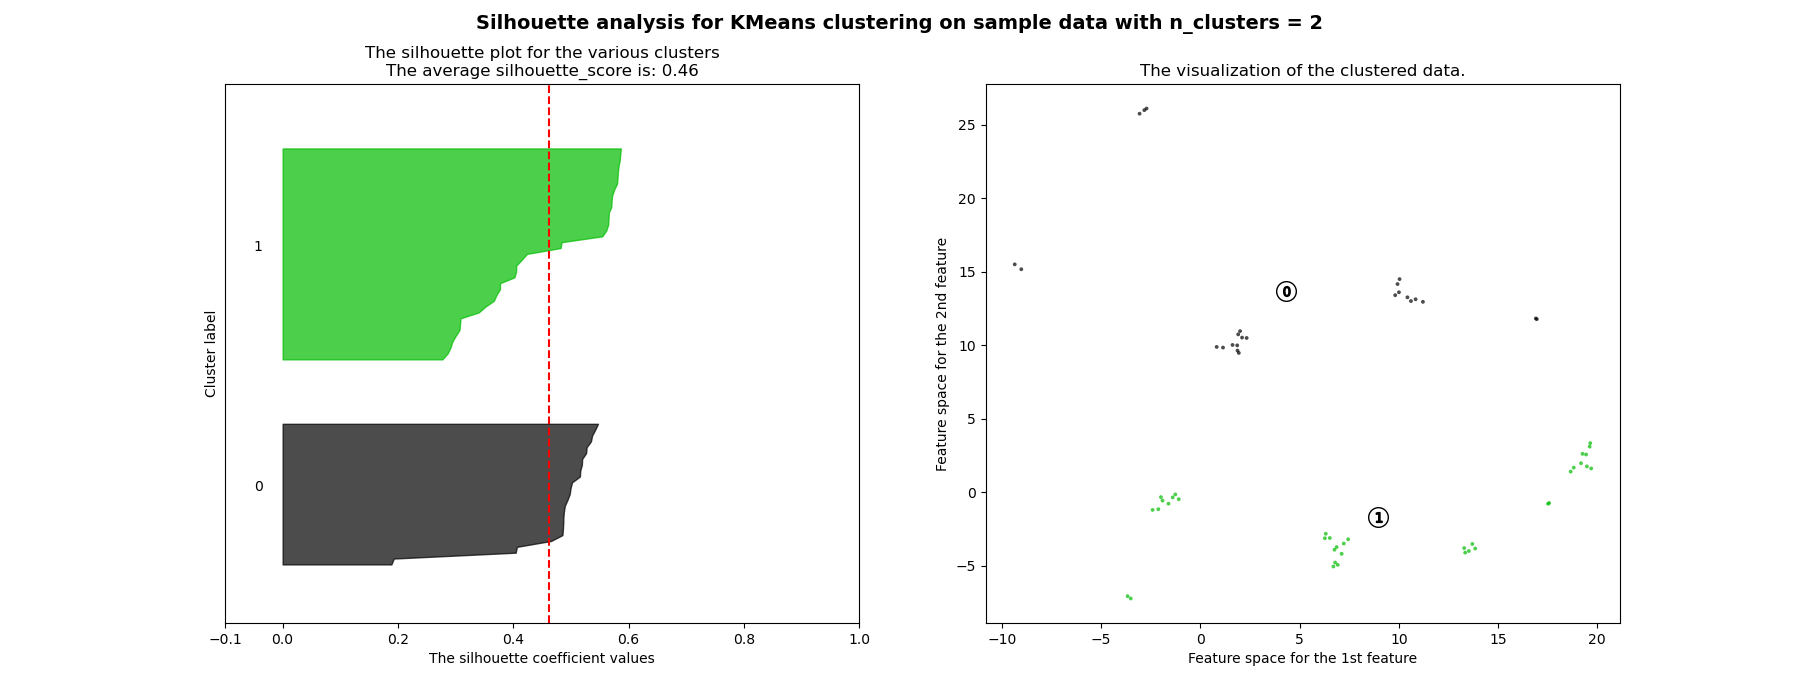 Silhouette analysis for KMeans clustering on sample data with n_clusters = 2
The silhouette plot for the various clusters
The average silhouette_score is: 0.46
1
0
Cluster label
−0.1 0.0 0.2 0.4 0.6 0.8 1.0
The silhouette coefficient values
The visualization of the clustered data.
25
20
15
10
5
0
−5
Feature space for the 2nd feature
0
1
−10 −5 0 5 10 15 20
Feature space for the 1st feature